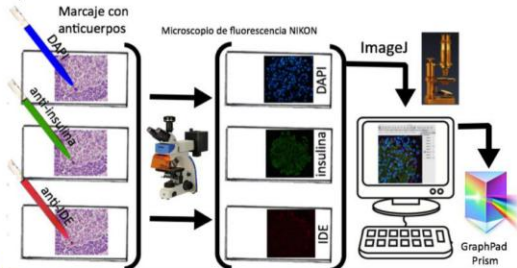 Marcaje con
anticuerpos
DAPI
anti-insulina
anti-IDE
Microscopio de fluorescencia NIKON
DAPI
insulina
IDE
ImageJ
GraphPad
Prism